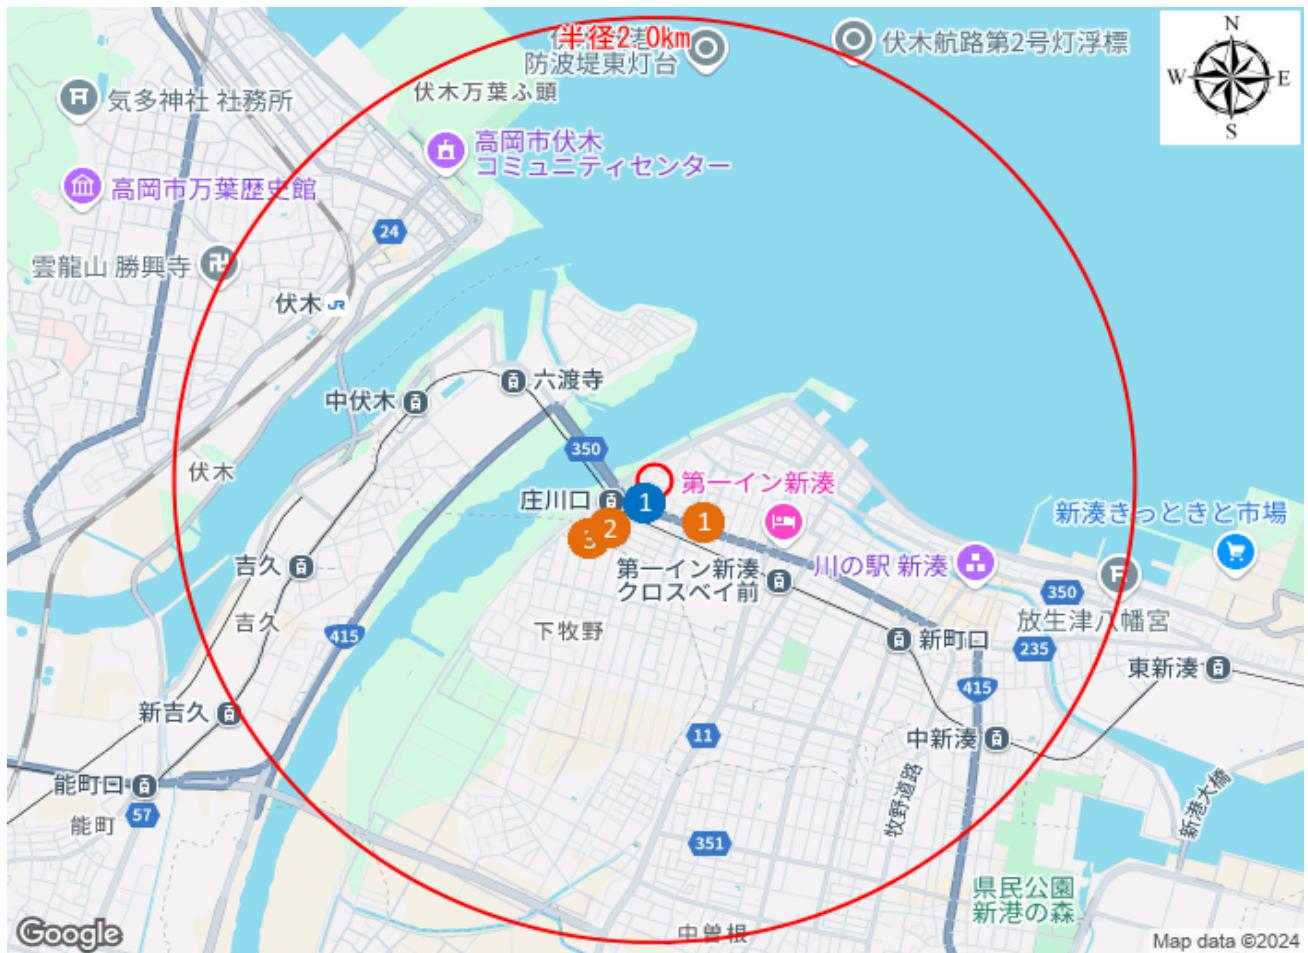 半径2.0km
防波堤東灯台
伏木航路第2号灯浮標
N
W
E
S
気多神社 社務所
伏木万葉ふ頭
高岡市伏木
コミュニティセンター
高岡市万葉歴史館
24
雲龍山 勝興寺
伏木
JR
中伏木
六渡寺
350
伏木
庄川口
1
第一イン新湊
1
2
3
新湊きっときと市場
吉久
第一イン新湊
クロスベイ前
川の駅 新湊
350
放生津八幡宮
吉久
415
下牧野
新町口
235
東新湊
415
新吉久
11
中新湊
能町口
57
能町
牧野道路
新港大橋
351
県民公園
新港の森
中曽根
Google
Map data ©2024